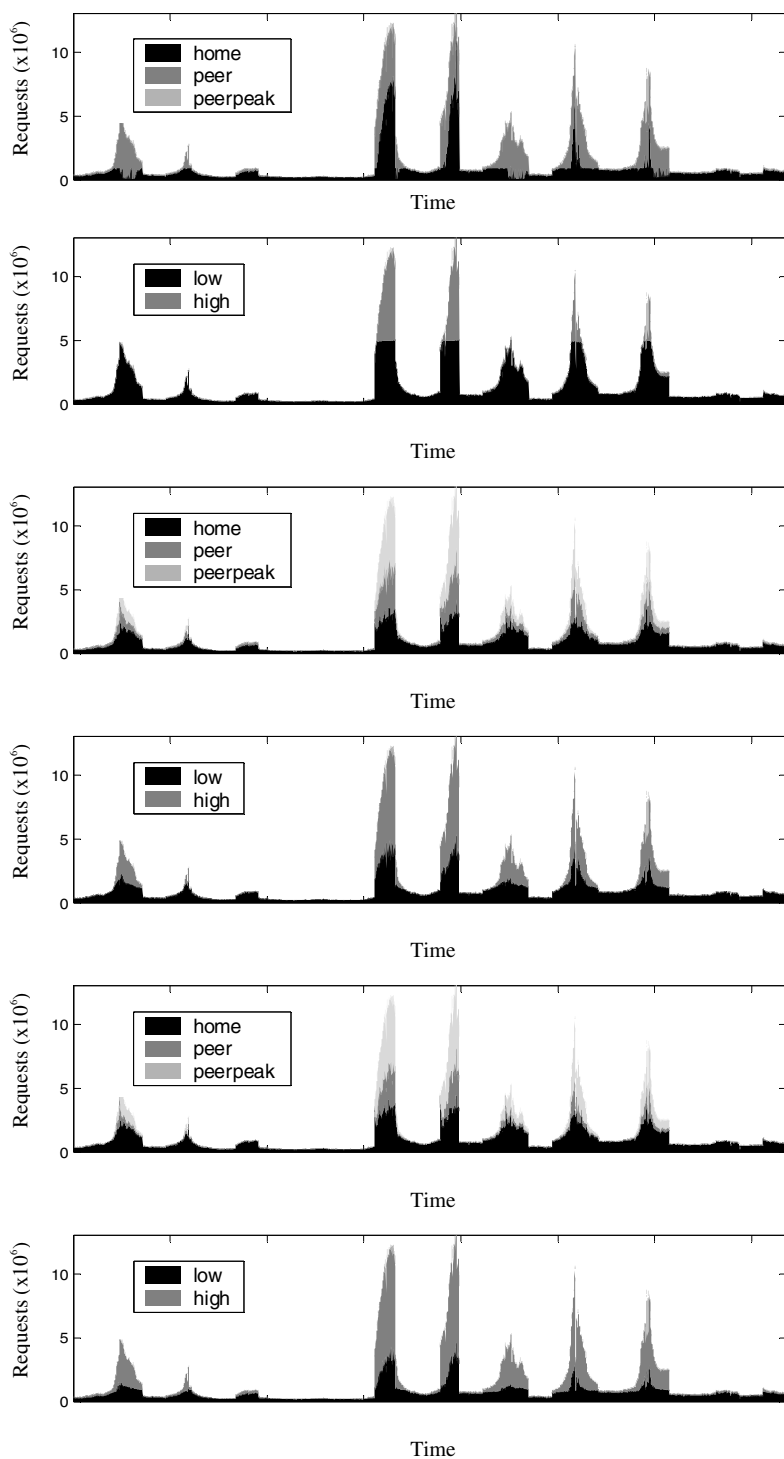 Requests (x10⁶)
10
5
0
home
peer
peerpeak
Time
Requests (x10⁶)
10
5
0
low
high
Time
Requests (x10⁶)
10
5
0
home
peer
peerpeak
Time
Requests (x10⁶)
10
5
0
low
high
Time
Requests (x10⁶)
10
5
0
home
peer
peerpeak
Time
Requests (x10⁶)
10
5
0
low
high
Time